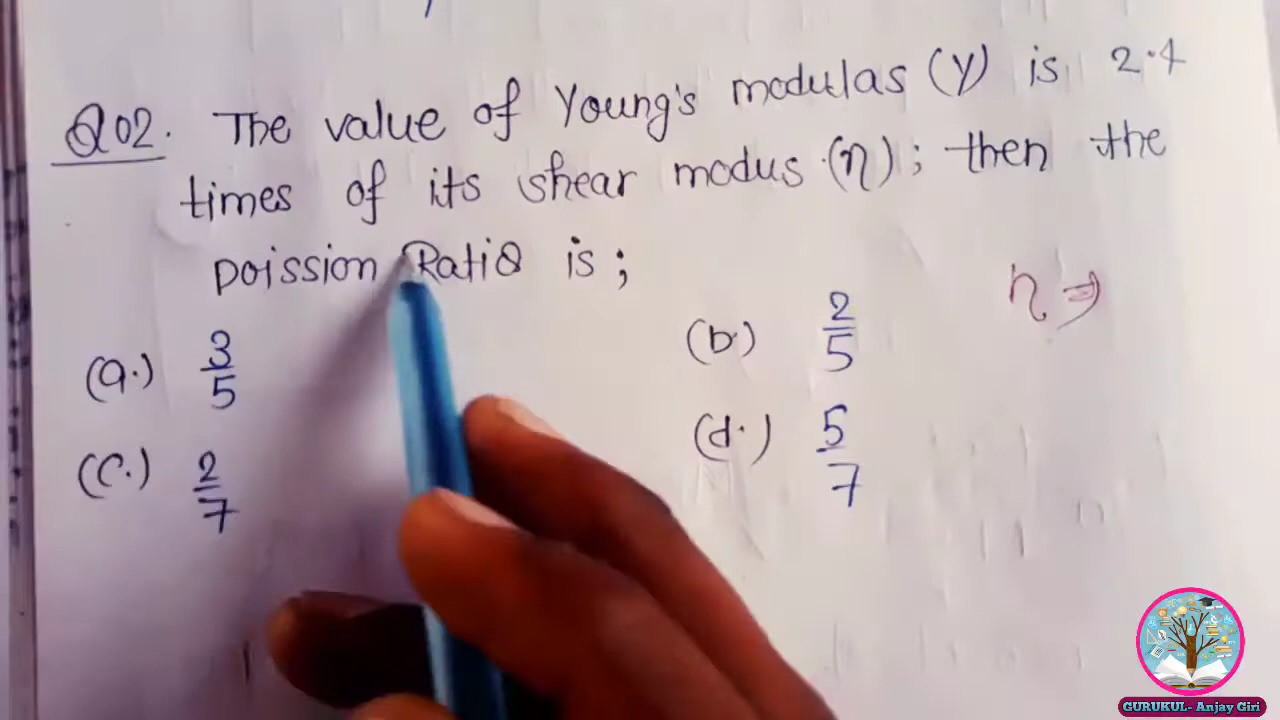 Q02. The value of Young's modulas (Y) is 2.4
times of its shear modus (η); then the
poission Ratio is;
η ⇒
(a.) 3/5
(b.) 2/5
(c.) 2/7
(d.) 5/7
GURUKUL- Anjay Giri